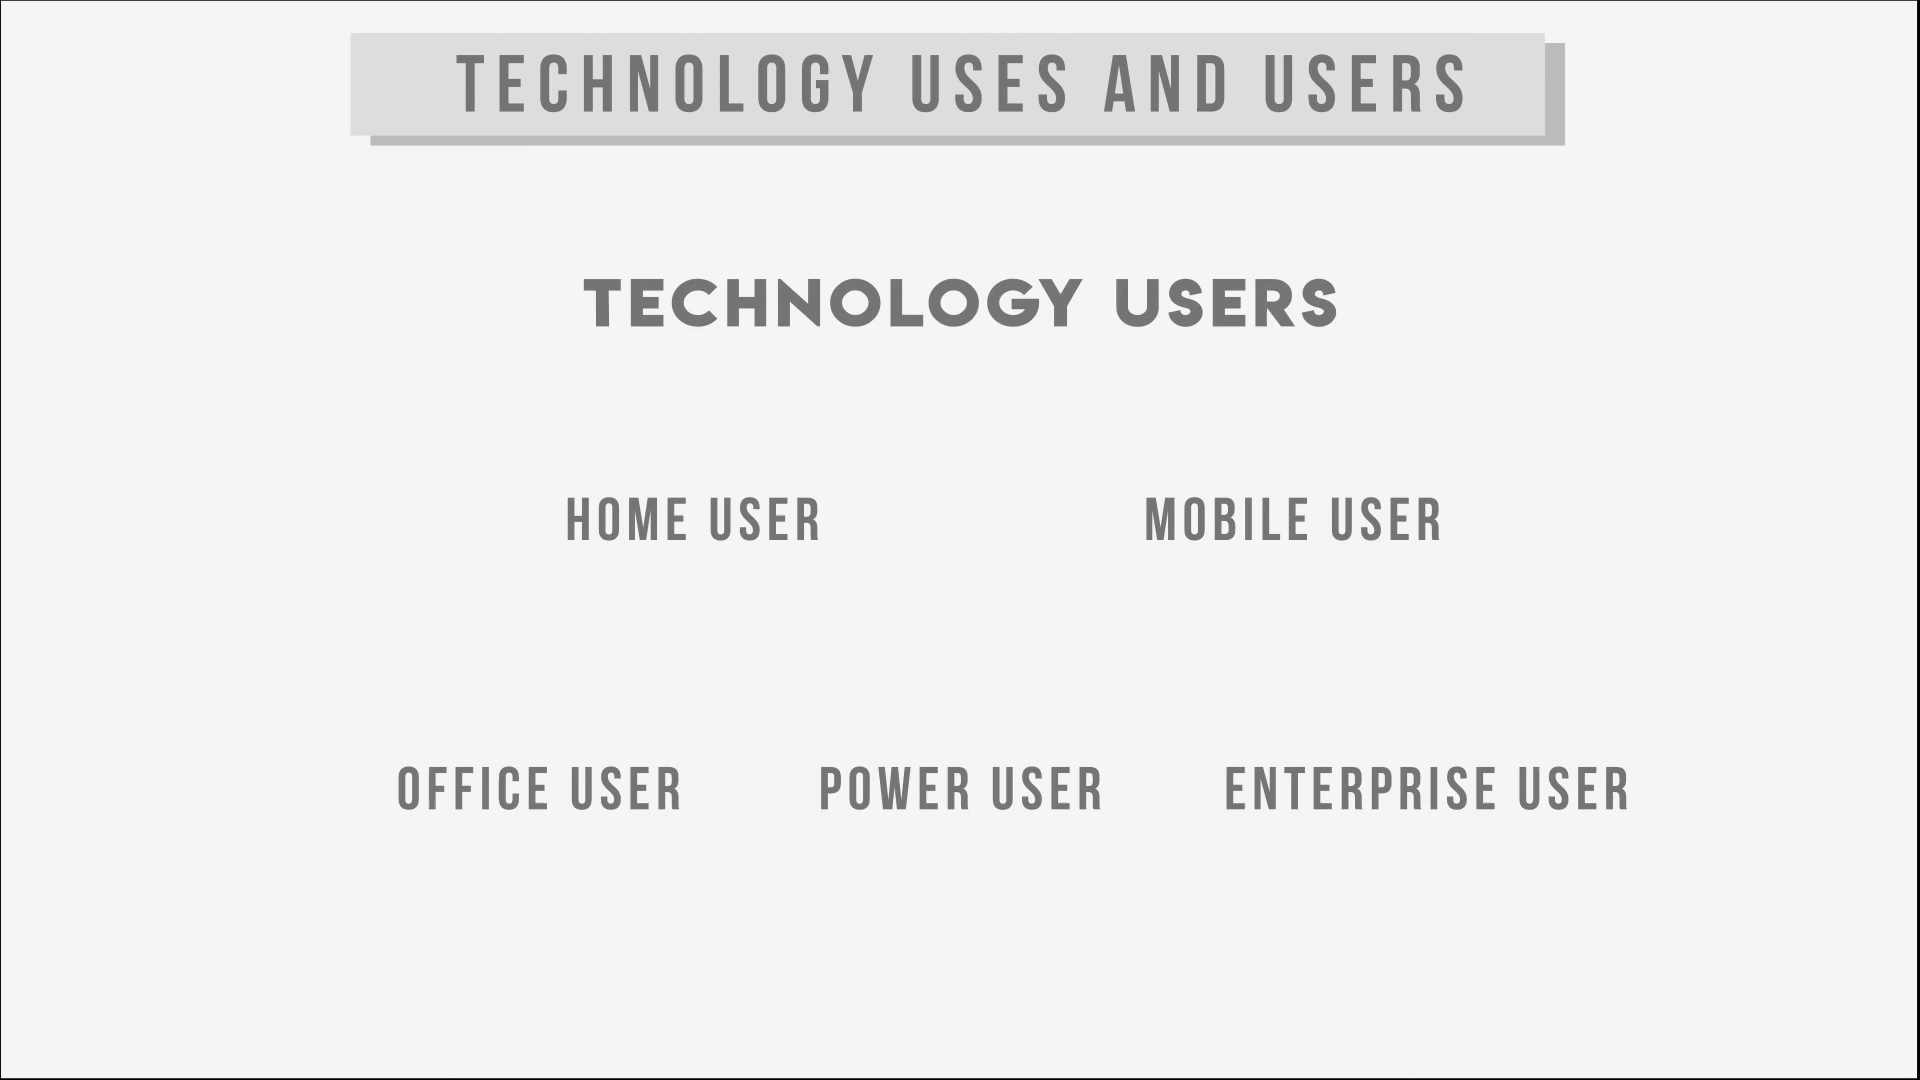 TECHNOLOGY USES AND USERS
TECHNOLOGY USERS
HOME USER
MOBILE USER
OFFICE USER
POWER USER
ENTERPRISE USER